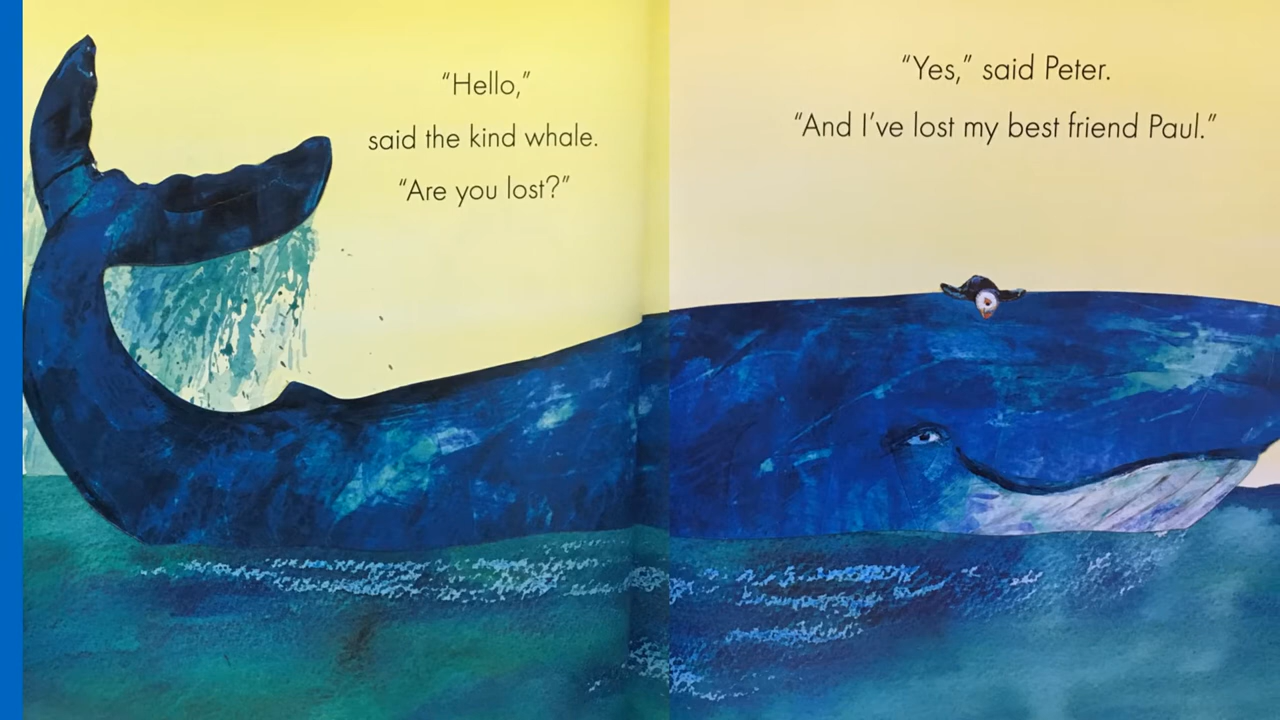 “Hello,”
said the kind whale.
“Are you lost?”
“Yes,” said Peter.
“And I’ve lost my best friend Paul.”